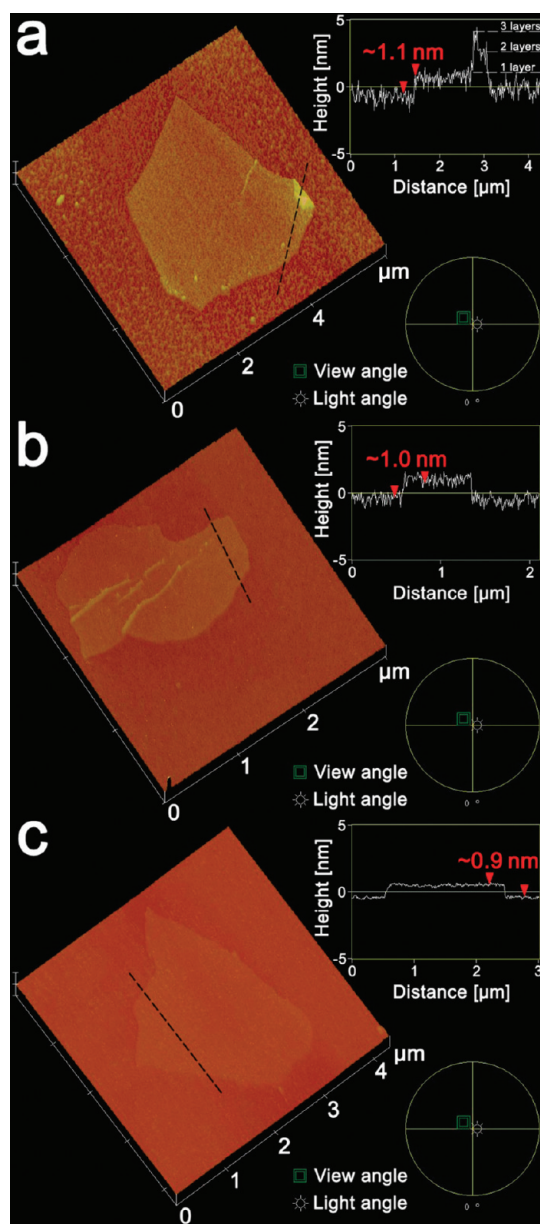 a
5
0
-5
Height [nm]
~1.1 nm
3 layers
2 layers
1 layer
0 1 2 3 4
Distance [µm]
µm
4
2
0
View angle
Light angle
0 °
b
5
0
-5
Height [nm]
~1.0 nm
0 1 2
Distance [µm]
µm
2
1
0
View angle
Light angle
0 °
c
5
0
-5
Height [nm]
~0.9 nm
0 1 2 3
Distance [µm]
µm
4
3
2
1
0
View angle
Light angle
0 °